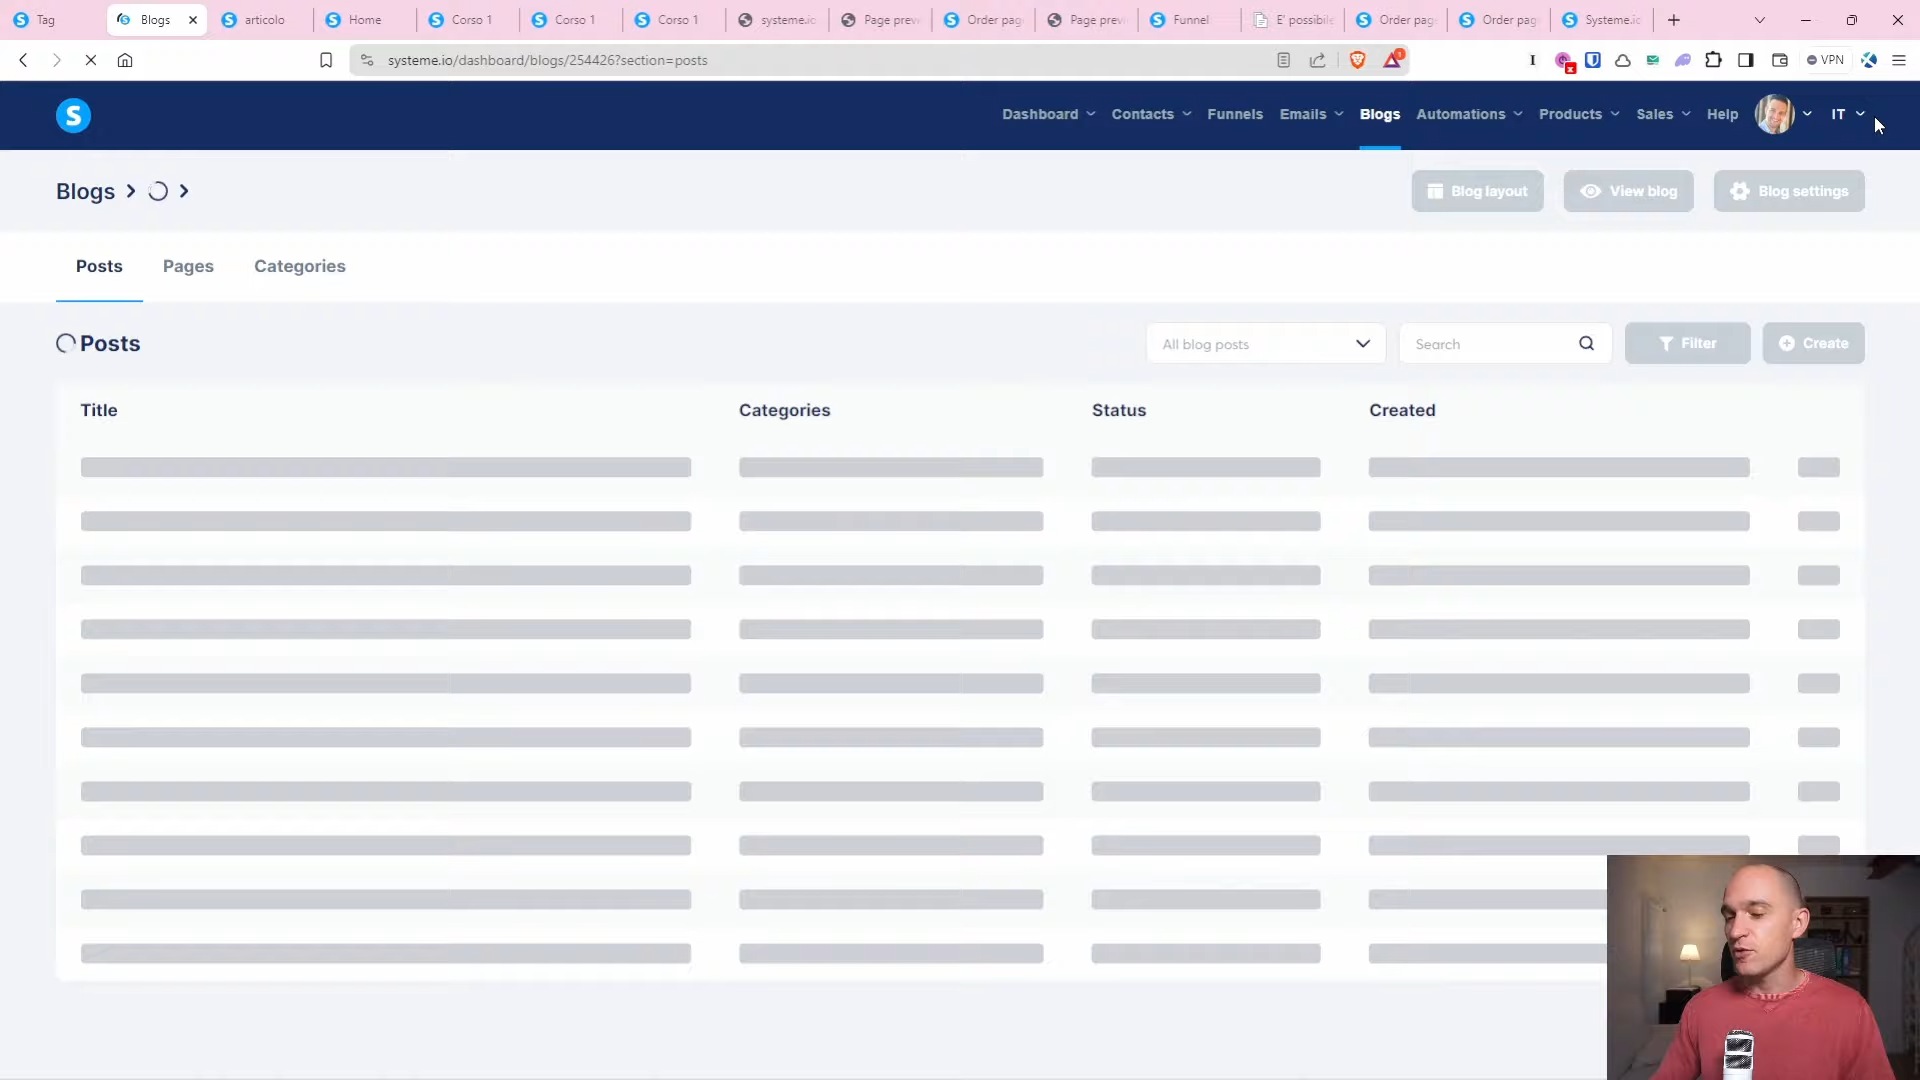 Tag
Blogs
articolo
Home
Corso 1
Corso 1
Corso 1
systeme.io
Page prev
Order pag
Page prev
Funnel
E' possibile
Order pag
Order pag
Systeme.io
systeme.io/dashboard/blogs/254426?section=posts
VPN
S
Dashboard
Contacts
Funnels
Emails
Blogs
Automations
Products
Sales
Help
IT
Blogs
Blog layout
View blog
Blog settings
Posts
Pages
Categories
Posts
All blog posts
Search
Filter
Create
Title
Categories
Status
Created